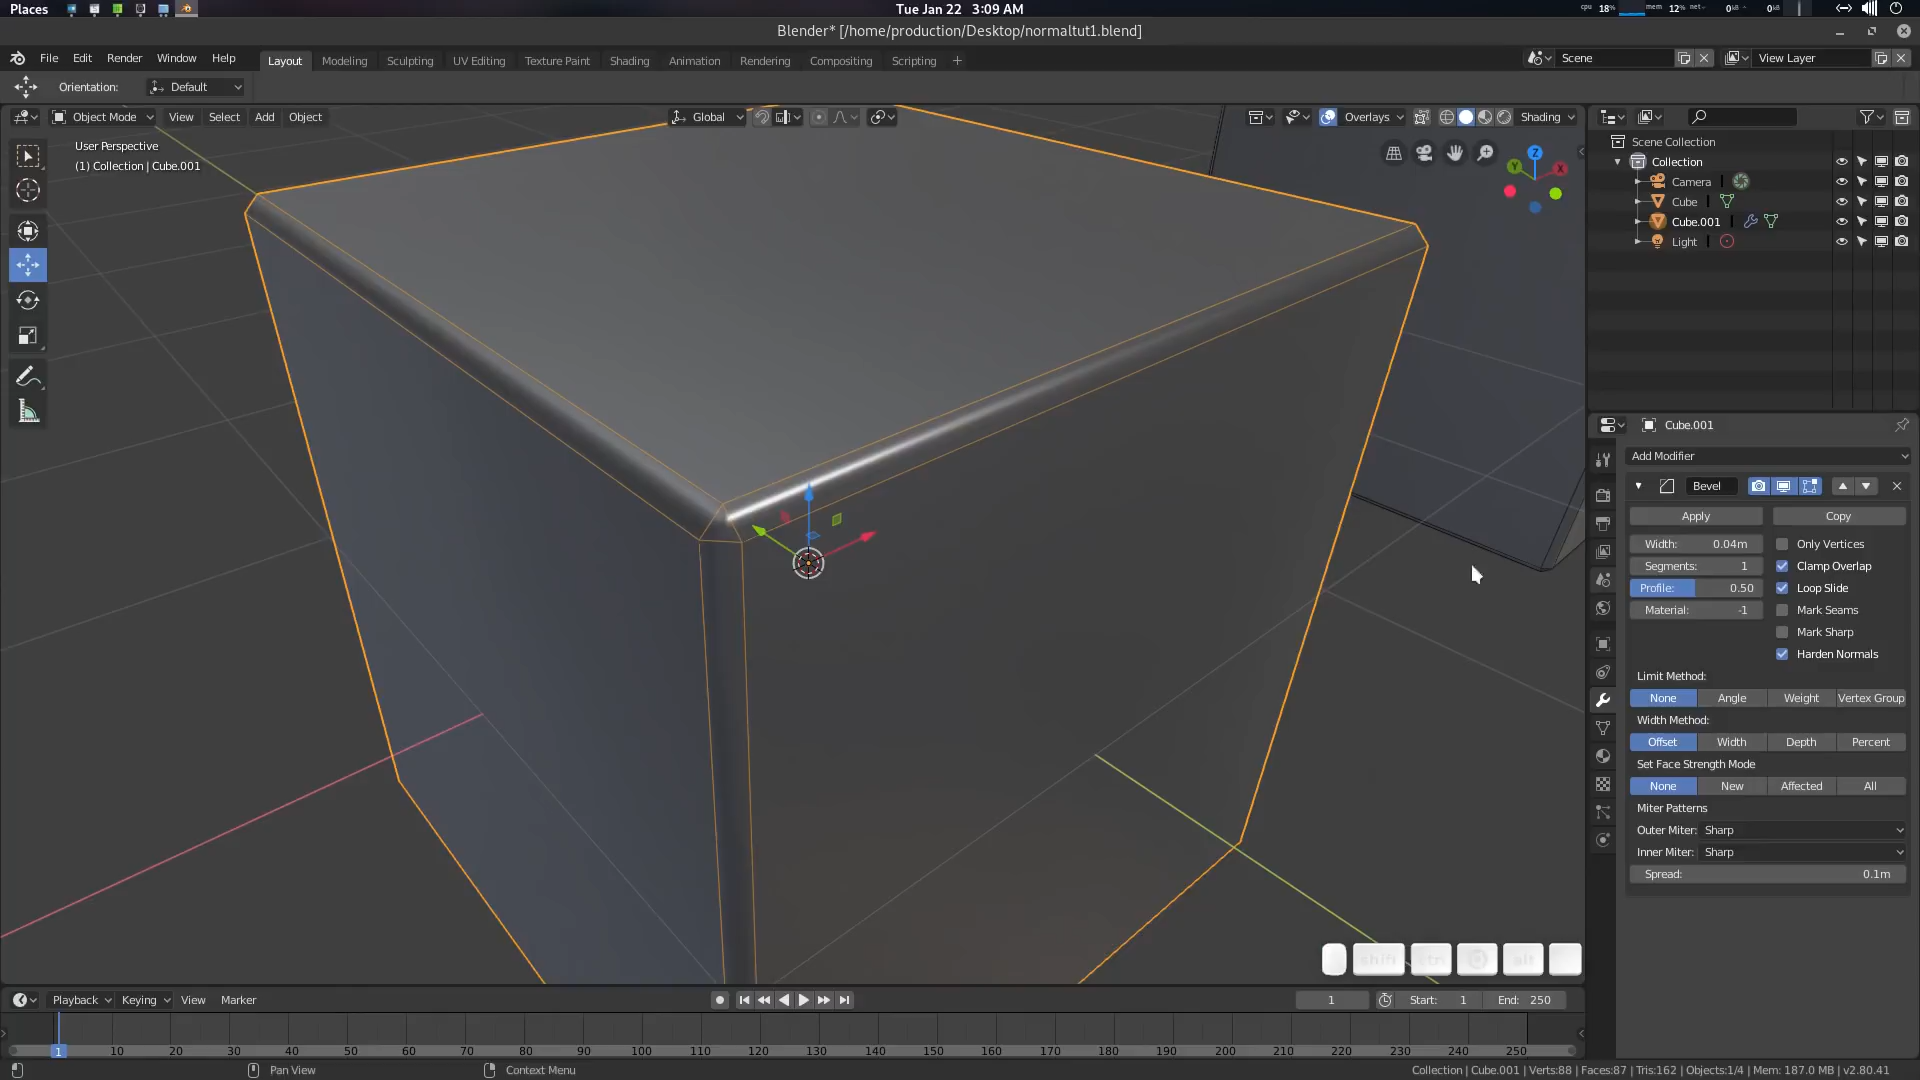 Places
Tue Jan 22 3:09 AM
cpu 18% mem 12% net 0kB 0kB
Blender* [/home/production/Desktop/normaltut1.blend]
File Edit Render Window Help
Layout Modeling Sculpting UV Editing Texture Paint Shading Animation Rendering Compositing Scripting +
Scene
View Layer
Orientation: Default
Object Mode View Select Add Object
Global
Overlays
Shading
User Perspective
(1) Collection | Cube.001
Z
Y
X
Scene Collection
Collection
Camera
Cube
Cube.001
Light
Cube.001
Add Modifier
Bevel
Apply Copy
Width: 0.04m Only Vertices
Segments: 1 Clamp Overlap
Profile: 0.50 Loop Slide
Material: -1 Mark Seams
Mark Sharp
Harden Normals
Limit Method:
None Angle Weight Vertex Group
Width Method:
Offset Width Depth Percent
Set Face Strength Mode
None New Affected All
Miter Patterns
Outer Miter: Sharp
Inner Miter: Sharp
Spread: 0.1m
shift ctrl alt
Playback Keying View Marker
1 Start: 1 End: 250
1 10 20 30 40 50 60 70 80 90 100 110 120 130 140 150 160 170 180 190 200 210 220 230 240 250
Pan View Context Menu
Collection | Cube.001 | Verts:88 | Faces:87 | Tris:162 | Objects:1/4 | Mem: 187.0 MB | v2.80.41